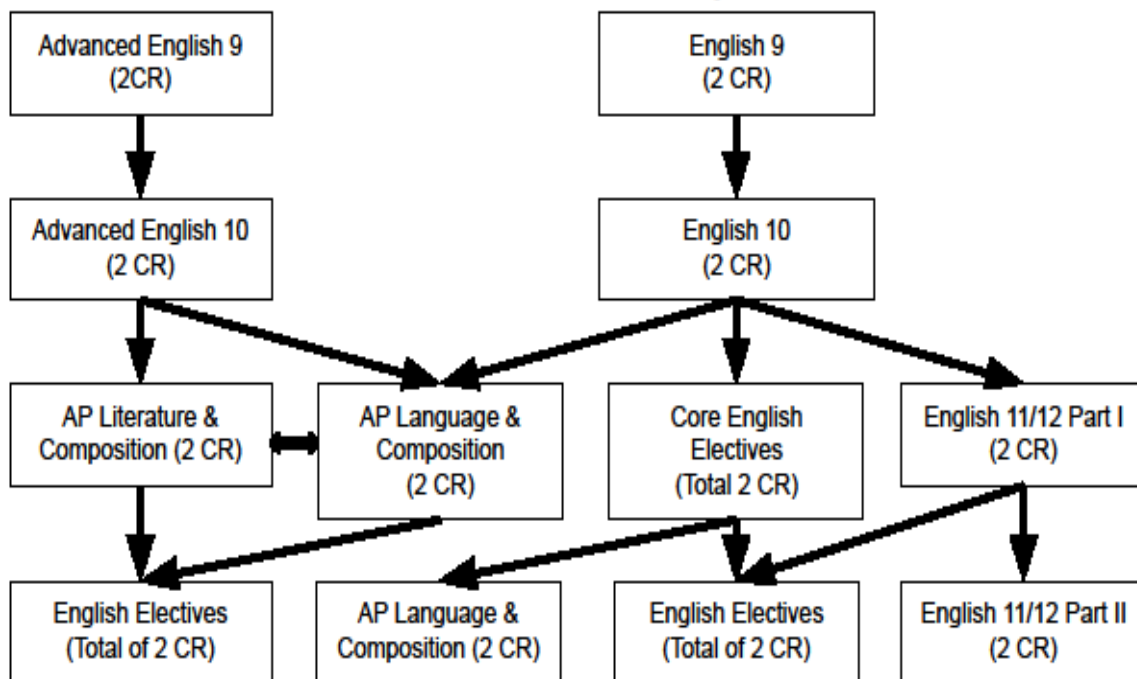 Advanced English 9
(2CR)
English 9
(2 CR)
Advanced English 10
(2 CR)
English 10
(2 CR)
AP Literature &
Composition (2 CR)
AP Language &
Composition
(2 CR)
Core English
Electives
(Total 2 CR)
English 11/12 Part I
(2 CR)
English Electives
(Total of 2 CR)
AP Language &
Composition (2 CR)
English Electives
(Total of 2 CR)
English 11/12 Part II
(2 CR)